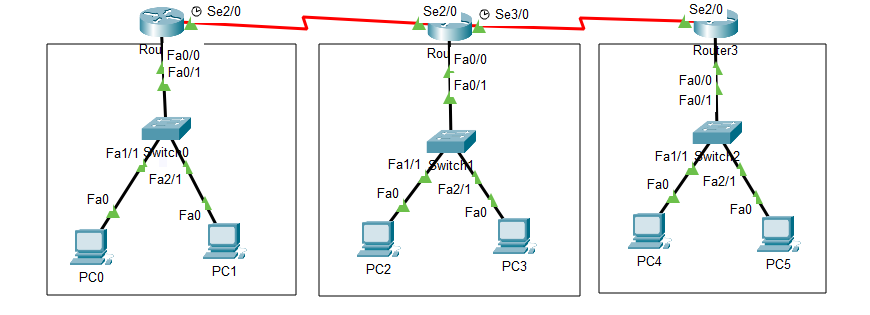 Se2/0
Se2/0
Se3/0
Se2/0
Rou
Rou
Router3
Fa0/0
Fa0/1
Fa0/0
Fa0/1
Fa0/0
Fa0/1
Switch0
Switch1
Switch2
Fa1/1
Fa2/1
Fa1/1
Fa2/1
Fa1/1
Fa2/1
Fa0
Fa0
Fa0
Fa0
Fa0
Fa0
PC0
PC1
PC2
PC3
PC4
PC5